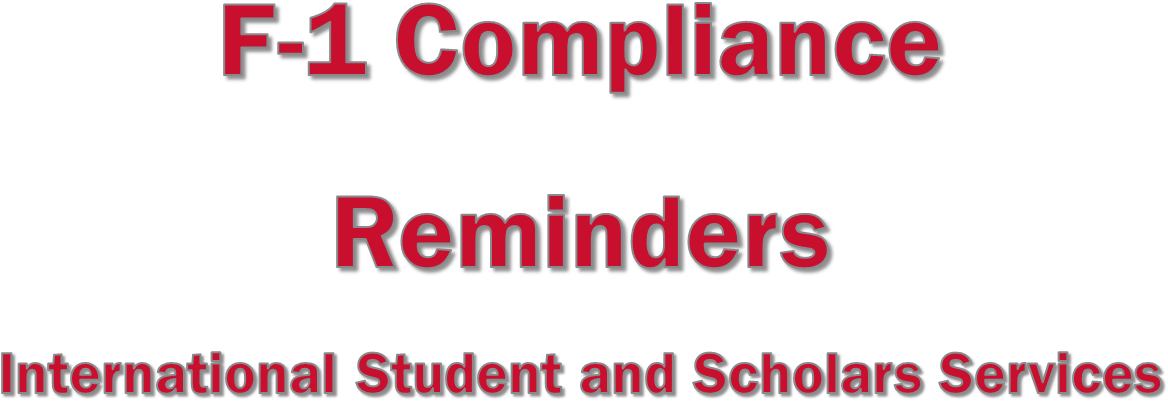 F-1 Compliance
Reminders
International Student and Scholars Services